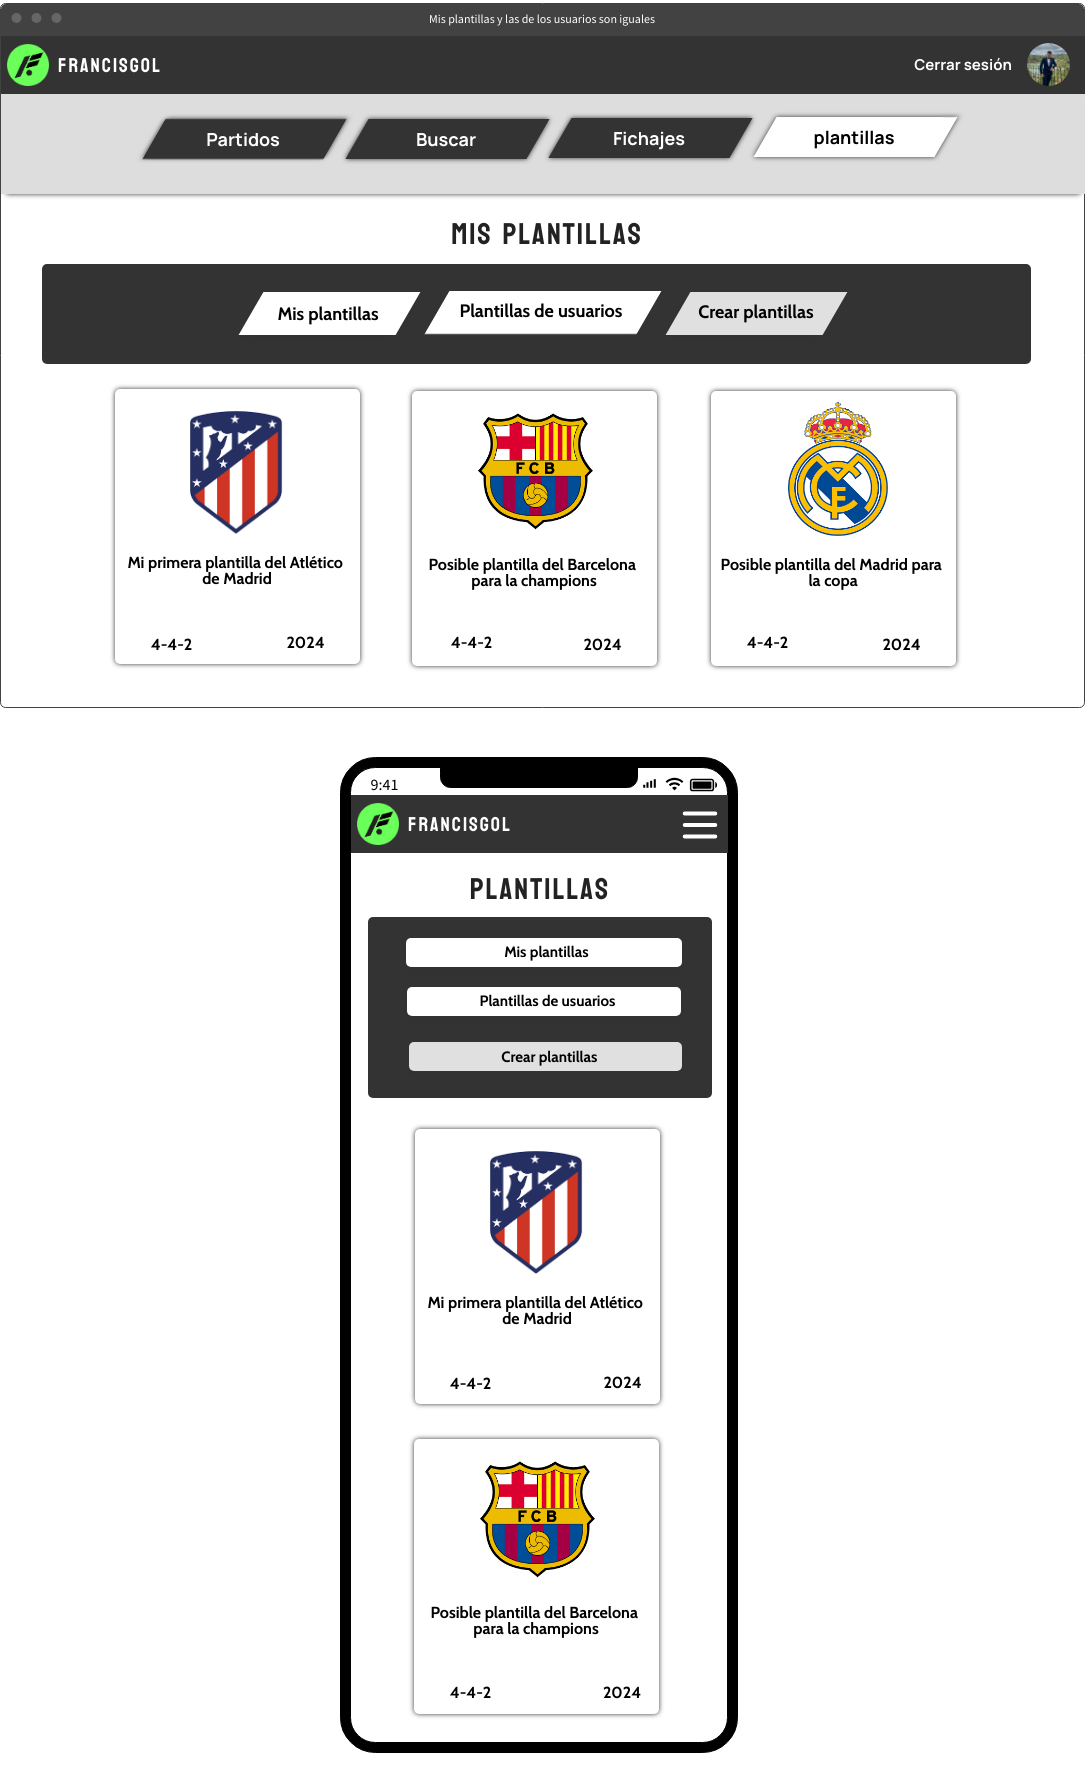 Mis plantillas y las de los usuarios son iguales
FRANCISGOL
Cerrar sesión
Partidos
Buscar
Fichajes
plantillas
MIS PLANTILLAS
Mis plantillas
Plantillas de usuarios
Crear plantillas
FCB
Mi primera plantilla del Atlético
de Madrid
4-4-2
2024
Posible plantilla del Barcelona
para la champions
4-4-2
2024
Posible plantilla del Madrid para
la copa
4-4-2
2024
9:41
FRANCISGOL
PLANTILLAS
Mis plantillas
Plantillas de usuarios
Crear plantillas
Mi primera plantilla del Atlético
de Madrid
4-4-2
2024
FCB
Posible plantilla del Barcelona
para la champions
4-4-2
2024